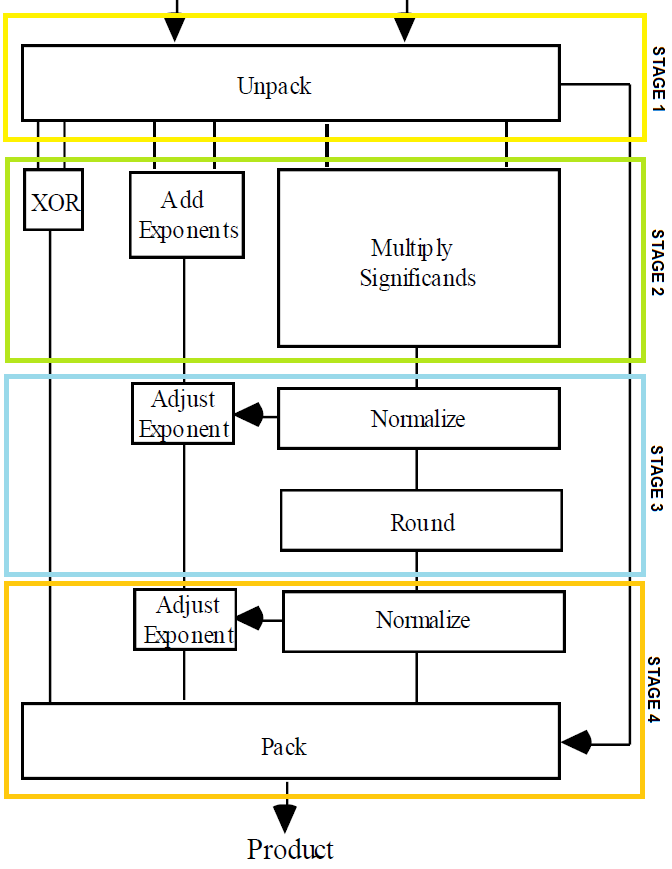 STAGE 1
Unpack
XOR
Add
Exponents
Multiply
Significands
STAGE 2
Adjust
Exponent
Normalize
Round
STAGE 3
Adjust
Exponent
Normalize
STAGE 4
Pack
Product